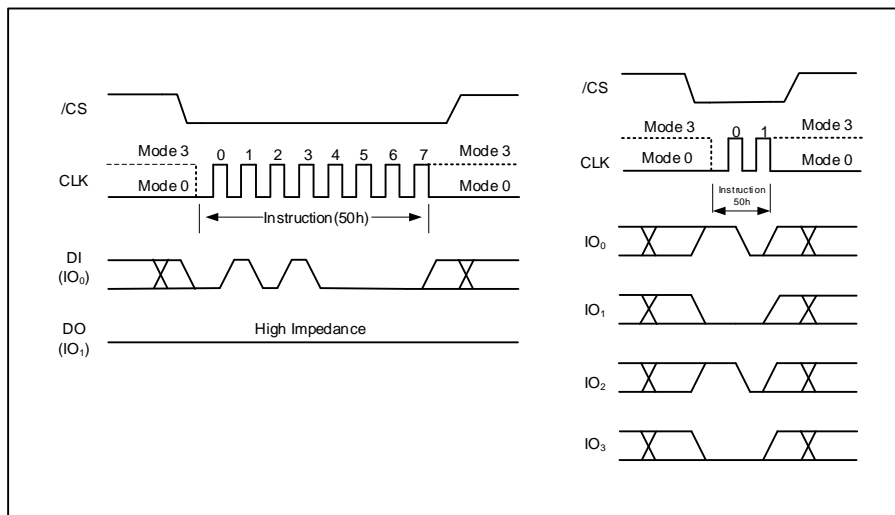 /CS
Mode 3
0 1 2 3 4 5 6 7
Mode 3
CLK
Mode 0
Mode 0
Instruction (50h)
DI
(IO₀)
High Impedance
DO
(IO₁)
/CS
Mode 3
0 1
Mode 3
CLK
Mode 0
Mode 0
Instruction
50h
IO₀
IO₁
IO₂
IO₃